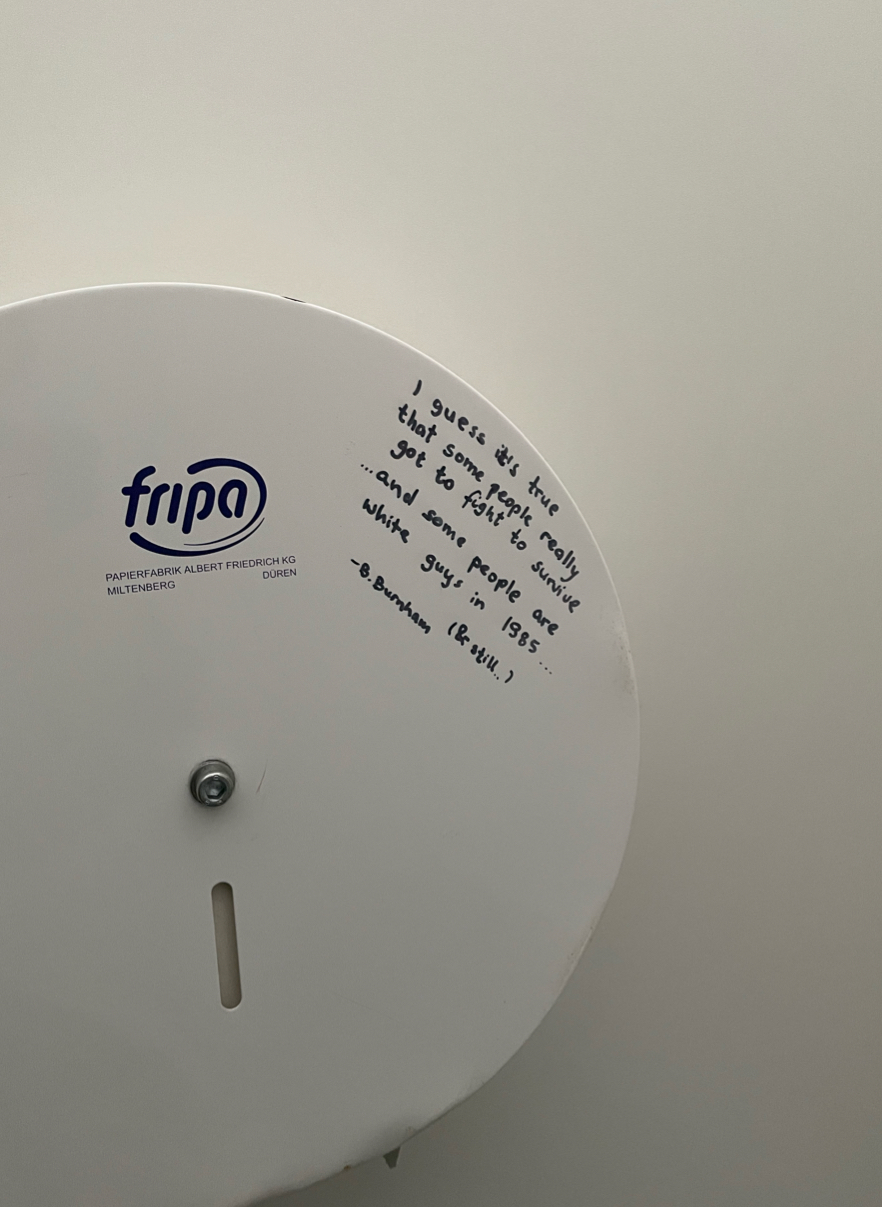 fripa
PAPIERFABRIK ALBERT FRIEDRICH KG
MILTENBERG DÜREN
I guess it's true
that some people really
got to fight to survive
...and some people are
white guys in 1985...
-B. Burnham (& still..)